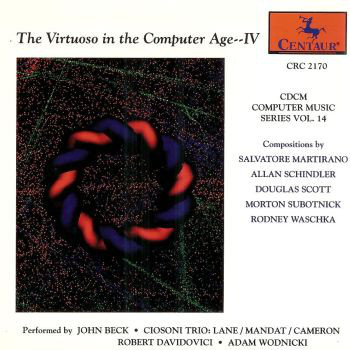 The Virtuoso in the Computer Age--IV
CENTAUR
CRC 2170
CDCM
COMPUTER MUSIC
SERIES VOL. 14
Compositions by
SALVATORE MARTIRANO
ALLAN SCHINDLER
DOUGLAS SCOTT
MORTON SUBOTNICK
RODNEY WASCHKA
Performed by JOHN BECK • CIOSONI TRIO: LANE / MANDAT / CAMERON
ROBERT DAVIDOVICI • ADAM WODNICKI